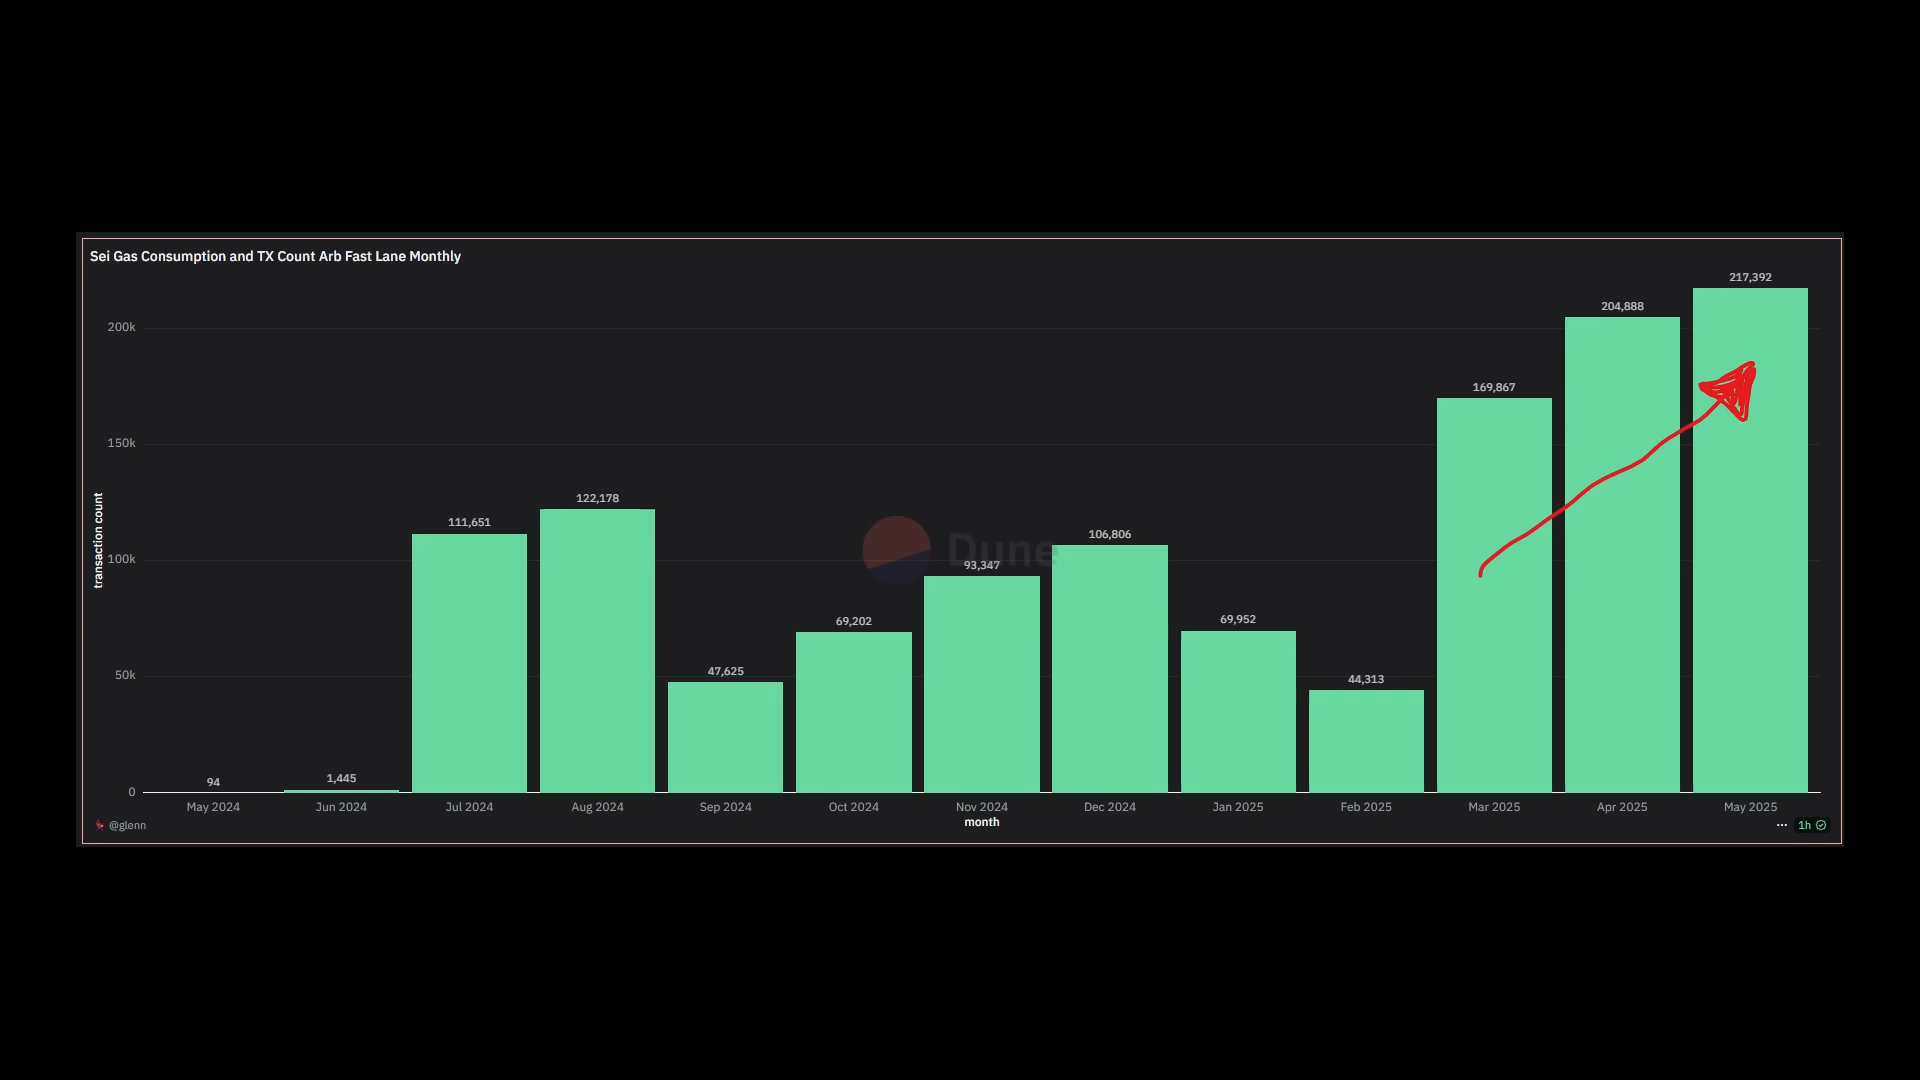 Sei Gas Consumption and TX Count Arb Fast Lane Monthly
217,392
204,888
200k
169,867
150k
122,178
111,651
106,806
Dune
93,347
100k
transaction count
69,202
69,952
47,625
44,313
50k
94
1,445
0
May 2024 Jun 2024 Jul 2024 Aug 2024 Sep 2024 Oct 2024 Nov 2024 Dec 2024 Jan 2025 Feb 2025 Mar 2025 Apr 2025 May 2025
month
@glenn
1h